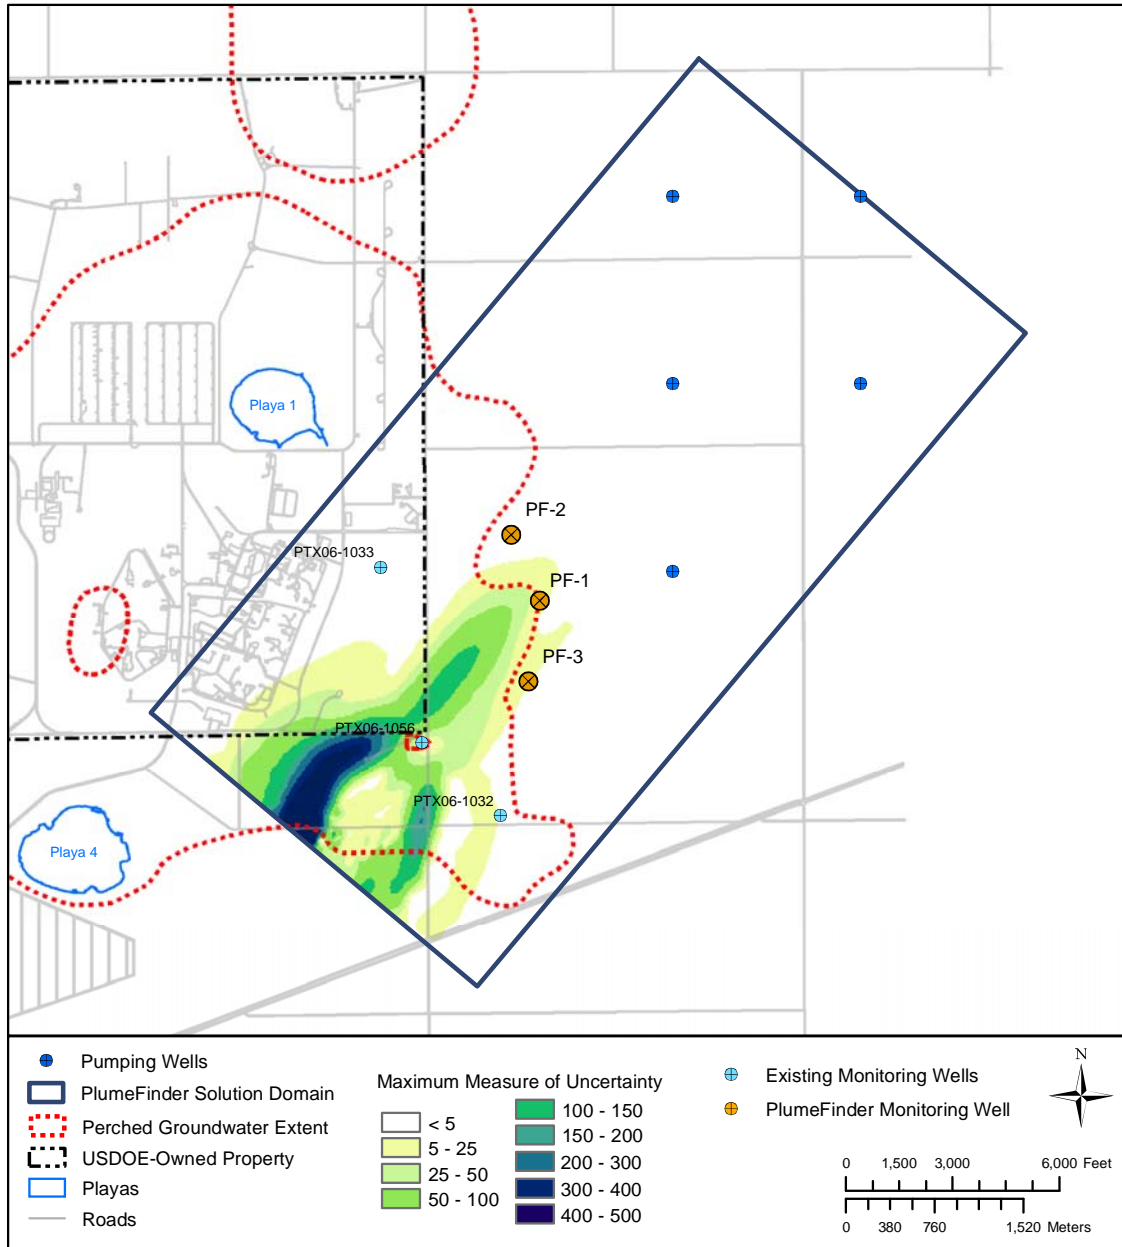 Playa 1
PF-2
PTX06-1033
PF-1
PF-3
PTX06-1056
PTX06-1032
Playa 4
Pumping Wells
PlumeFinder Solution Domain
Perched Groundwater Extent
USDOE-Owned Property
Playas
Roads
Maximum Measure of Uncertainty
< 5
5 - 25
25 - 50
50 - 100
100 - 150
150 - 200
200 - 300
300 - 400
400 - 500
Existing Monitoring Wells
PlumeFinder Monitoring Well
N
0 1,500 3,000 6,000 Feet
0 380 760 1,520 Meters